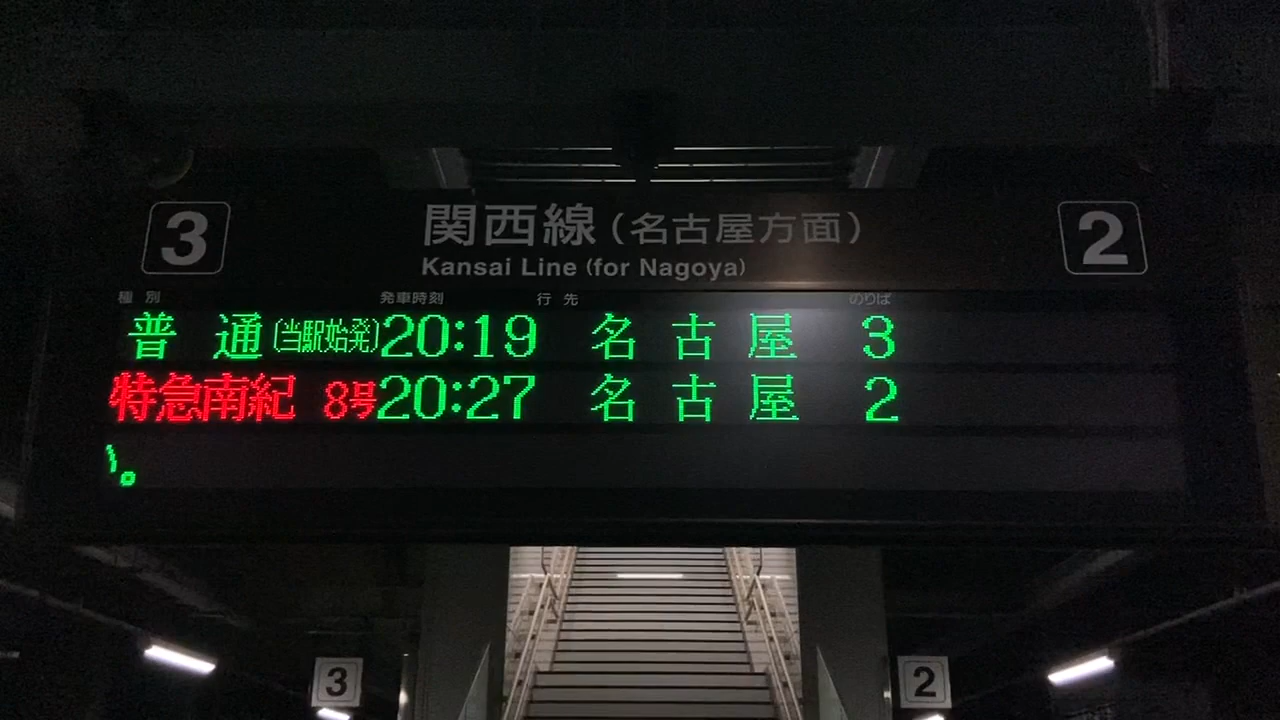 3 関西線(名古屋方面) 2
Kansai Line (for Nagoya)
種別 発車時刻 行先 のりば
普通(当駅始発)20:19 名古屋 3
特急南紀 8号20:27 名古屋 2
。
3 2